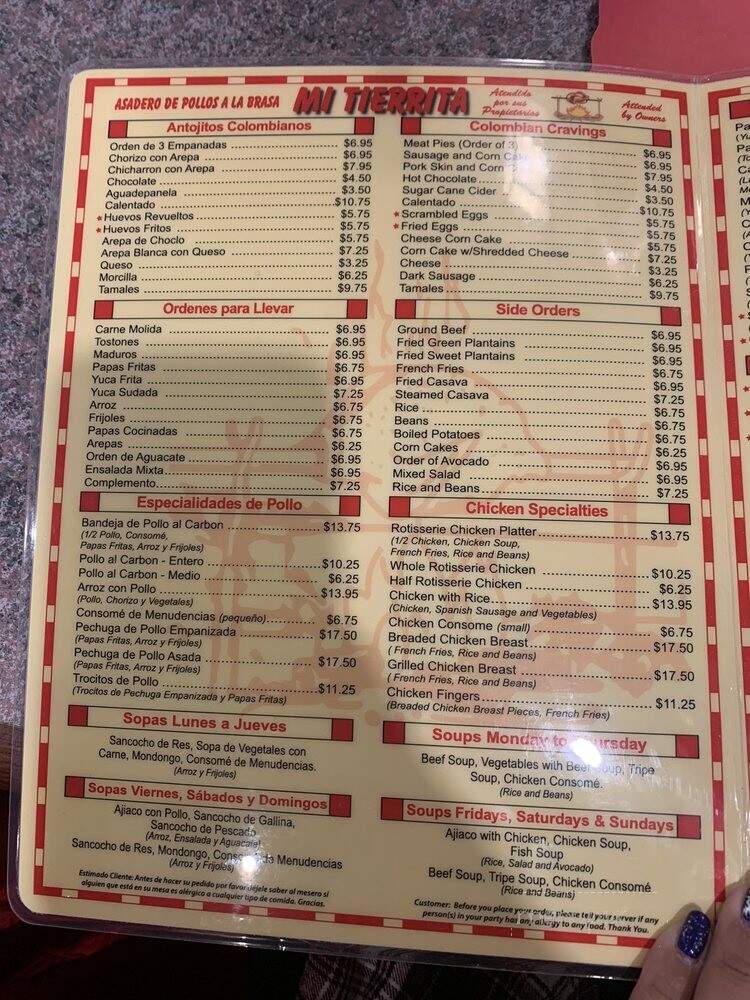 ASADERO DE POLLOS A LA BRASA MI TIERRITA Atendido por sus Propietarios Attended by Owners
Antojitos Colombianos
Orden de 3 Empanadas $6.95
Chorizo con Arepa $6.95
Chicharron con Arepa $7.95
Chocolate $4.50
Aguadepanela $3.50
Calentado $10.75
* Huevos Revueltos $5.75
* Huevos Fritos $5.75
Arepa de Choclo $5.75
Arepa Blanca con Queso $7.25
Queso $3.25
Morcilla $6.25
Tamales $9.75
Ordenes para Llevar
Carne Molida $6.95
Tostones $6.95
Maduros $6.95
Papas Fritas $6.75
Yuca Frita $6.95
Yuca Sudada $7.25
Arroz $6.75
Frijoles $6.75
Papas Cocinadas $6.75
Arepas $6.25
Orden de Aguacate $6.95
Ensalada Mixta $6.95
Complemento $7.25
Especialidades de Pollo
Bandeja de Pollo al Carbon $13.75
(1/2 Pollo, Consomé,
Papas Fritas, Arroz y Frijoles)
Pollo al Carbon - Entero $10.25
Pollo al Carbon - Medio $6.25
Arroz con Pollo $13.95
(Pollo, Chorizo y Vegetales)
Consomé de Menudencias (pequeño) $6.75
Pechuga de Pollo Empanizada $17.50
(Papas Fritas, Arroz y Frijoles)
Pechuga de Pollo Asada $17.50
(Papas Fritas, Arroz y Frijoles)
Trocitos de Pollo $11.25
(Trocitos de Pechuga Empanizada y Papas Fritas)
Sopas Lunes a Jueves
Sancocho de Res, Sopa de Vegetales con
Carne, Mondongo, Consomé de Menudencias.
(Arroz y Frijoles)
Sopas Viernes, Sábados y Domingos
Ajiaco con Pollo, Sancocho de Gallina,
Sancocho de Pescado
(Arroz, Ensalada y Aguacate)
Sancocho de Res, Mondongo, Consomé de Menudencias
(Arroz y Frijoles)
Estimado Cliente: Antes de hacer su pedido por favor dejele saber al mesero si
alguien que está en su mesa es alérgico a cualquier tipo de comida. Gracias.
Colombian Cravings
Meat Pies (Order of 3) $6.95
Sausage and Corn Cake $6.95
Pork Skin and Corn $7.95
Hot Chocolate $4.50
Sugar Cane Cider $3.50
Calentado $10.75
* Scrambled Eggs $5.75
* Fried Eggs $5.75
Cheese Corn Cake $5.75
Corn Cake w/Shredded Cheese $7.25
Cheese $3.25
Dark Sausage $6.25
Tamales $9.75
Side Orders
Ground Beef $6.95
Fried Green Plantains $6.95
Fried Sweet Plantains $6.95
French Fries $6.75
Fried Casava $6.95
Steamed Casava $7.25
Rice $6.75
Beans $6.75
Boiled Potatoes $6.75
Corn Cakes $6.25
Order of Avocado $6.95
Mixed Salad $6.95
Rice and Beans $7.25
Chicken Specialties
Rotisserie Chicken Platter $13.75
(1/2 Chicken, Chicken Soup,
French Fries, Rice and Beans)
Whole Rotisserie Chicken $10.25
Half Rotisserie Chicken $6.25
Chicken with Rice $13.95
(Chicken, Spanish Sausage and Vegetables)
Chicken Consome (small) $6.75
Breaded Chicken Breast $17.50
( French Fries, Rice and Beans)
Grilled Chicken Breast $17.50
( French Fries, Rice and Beans)
Chicken Fingers $11.25
(Breaded Chicken Breast Pieces, French Fries)
Soups Monday to Thursday
Beef Soup, Vegetables with Beef Soup, Tripe
Soup, Chicken Consomé.
(Rice and Beans)
Soups Fridays, Saturdays & Sundays
Ajiaco with Chicken, Chicken Soup,
Fish Soup
(Rice, Salad and Avocado)
Beef Soup, Tripe Soup, Chicken Consomé
(Rice and Beans)
Customer: Before you place your order, please tell your server if any
person(s) in your party has any allergy to any food. Thank You.